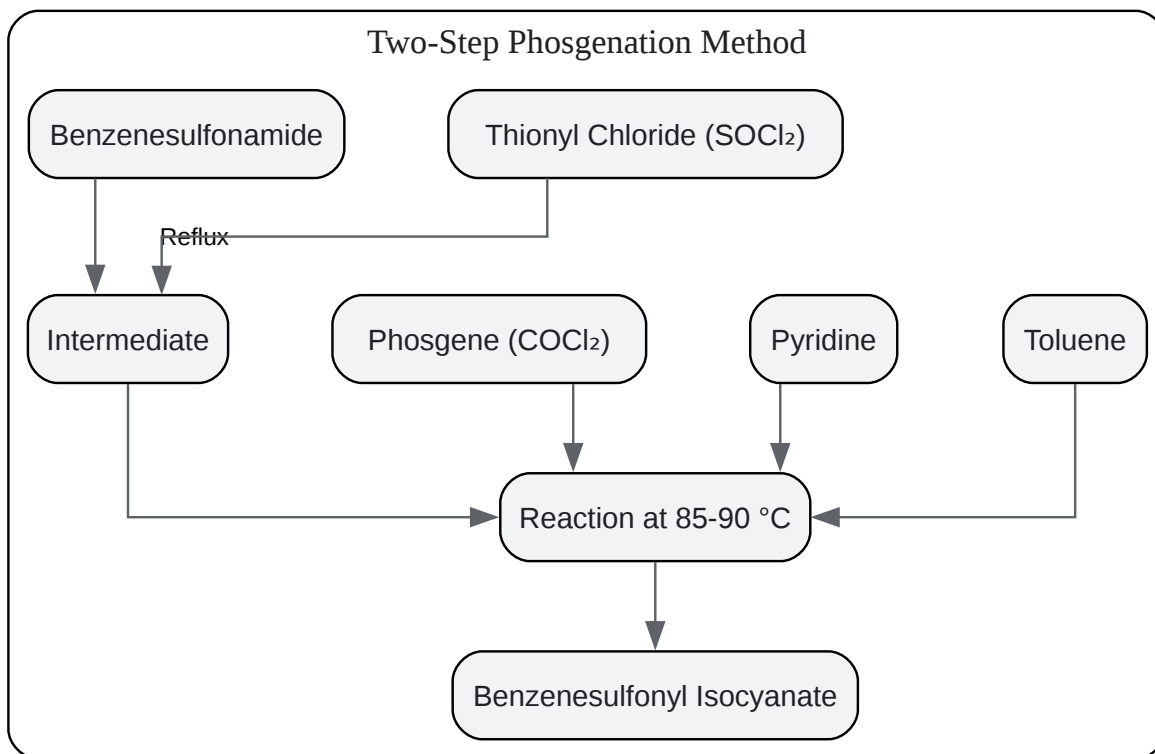 Two-Step Phosgenation Method
Benzenesulfonamide
Thionyl Chloride (SOCl₂)
Reflux
Intermediate
Phosgene (COCl₂)
Pyridine
Toluene
Reaction at 85-90 °C
Benzenesulfonyl Isocyanate